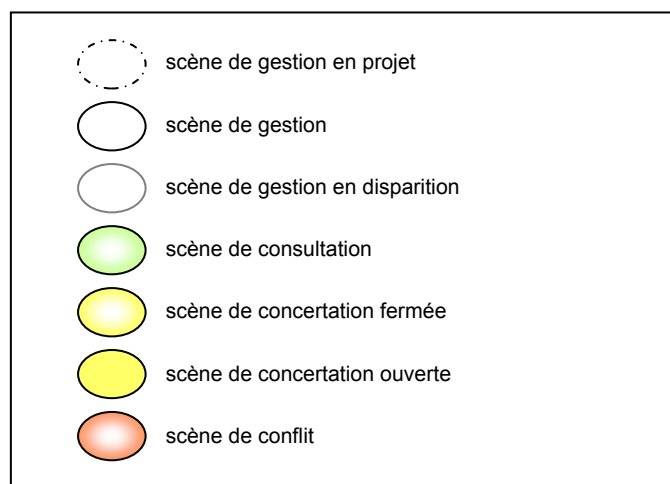 scène de gestion en projet
scène de gestion
scène de gestion en disparition
scène de consultation
scène de concertation fermée
scène de concertation ouverte
scène de conflit